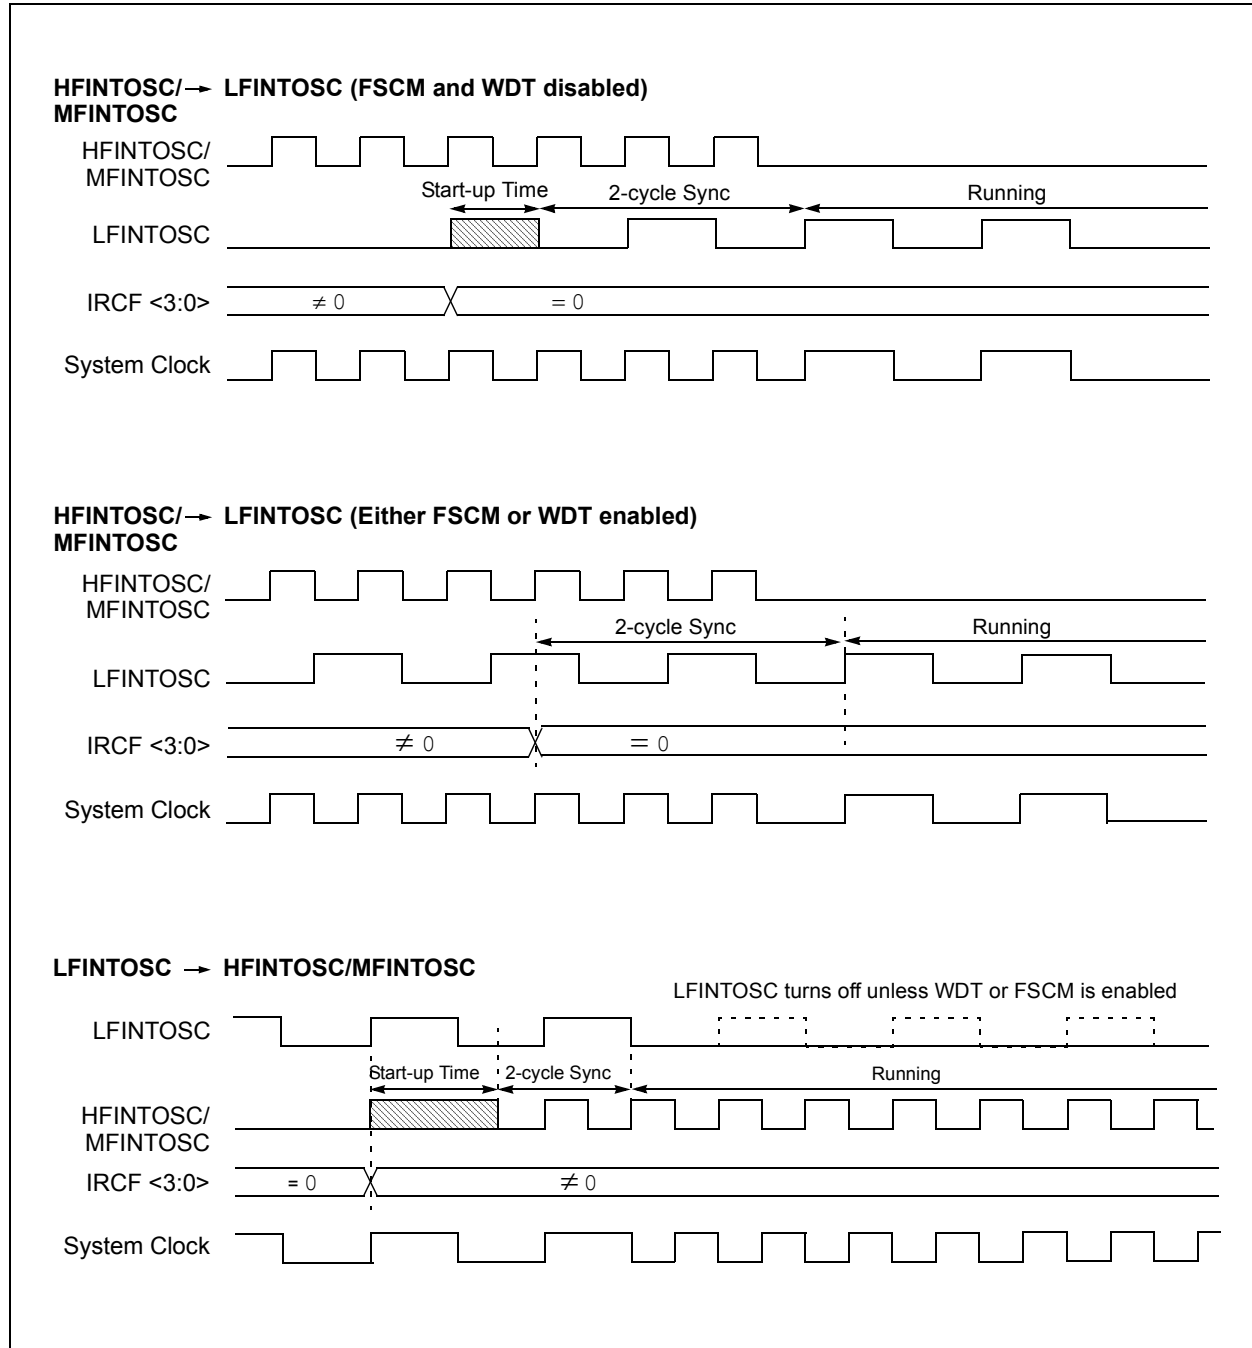 HFINTOSC/→ LFINTOSC (FSCM and WDT disabled)
MFINTOSC
HFINTOSC/
MFINTOSC
Start-up Time 2-cycle Sync Running
LFINTOSC
IRCF <3:0> ≠ 0 = 0
System Clock
HFINTOSC/→ LFINTOSC (Either FSCM or WDT enabled)
MFINTOSC
HFINTOSC/
MFINTOSC
2-cycle Sync Running
LFINTOSC
IRCF <3:0> ≠ 0 = 0
System Clock
LFINTOSC → HFINTOSC/MFINTOSC
LFINTOSC turns off unless WDT or FSCM is enabled
LFINTOSC
Start-up Time 2-cycle Sync Running
HFINTOSC/
MFINTOSC
IRCF <3:0> = 0 ≠ 0
System Clock